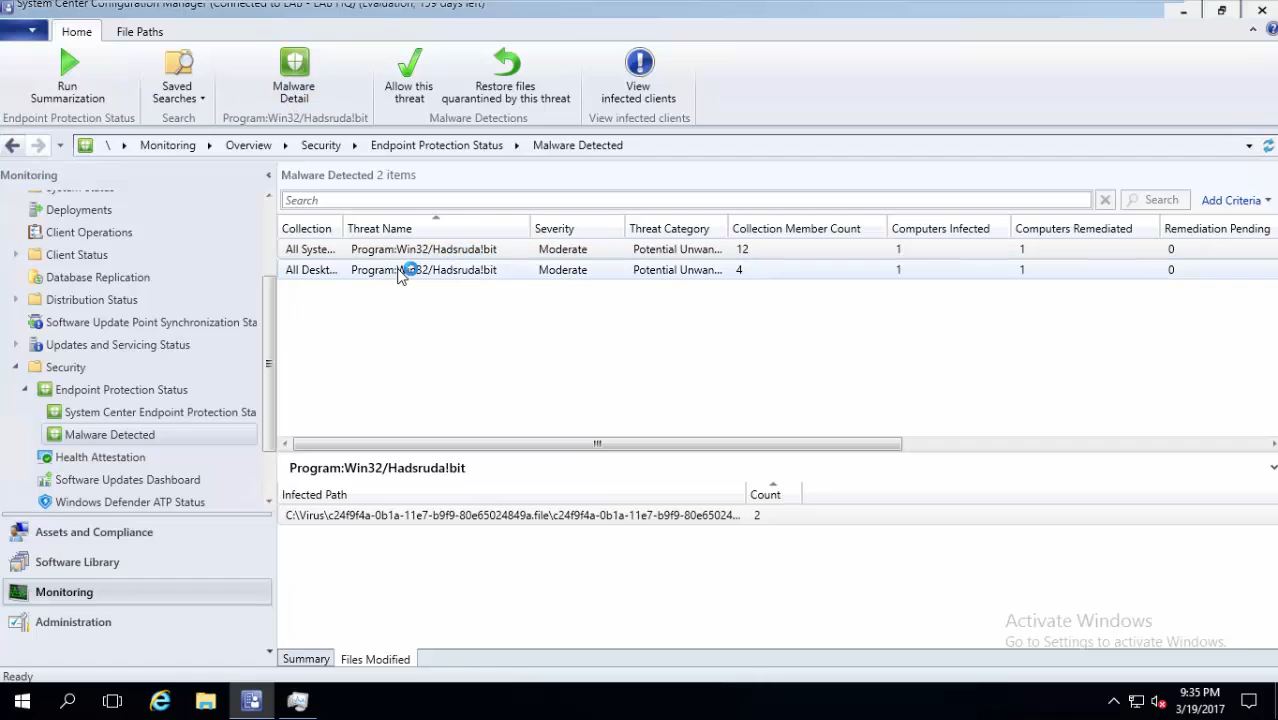 System Center Configuration Manager (Connected to LAB - LAB HQ) (Evaluation, 159 days left)
Home
File Paths
Run
Summarization
Saved
Searches
Malware
Detail
Allow this
threat
Restore files
quarantined by this threat
View
infected clients
Endpoint Protection Status
Search
Program:Win32/Hadsruda!bit
Malware Detections
View infected clients
\ Monitoring Overview Security Endpoint Protection Status Malware Detected
Monitoring
System Status
Deployments
Client Operations
Client Status
Database Replication
Distribution Status
Software Update Point Synchronization Sta
Updates and Servicing Status
Security
Endpoint Protection Status
System Center Endpoint Protection Sta
Malware Detected
Health Attestation
Software Updates Dashboard
Windows Defender ATP Status
Assets and Compliance
Software Library
Monitoring
Administration
Malware Detected 2 items
Search
Search
Add Criteria
Collection Threat Name Severity Threat Category Collection Member Count Computers Infected Computers Remediated Remediation Pending
All Syste... Program:Win32/Hadsruda!bit Moderate Potential Unwan... 12 1 1 0
All Deskt... Program:Win32/Hadsruda!bit Moderate Potential Unwan... 4 1 1 0
Program:Win32/Hadsruda!bit
Infected Path Count
C:\Virus\c24f9f4a-0b1a-11e7-b9f9-80e65024849a.file\c24f9f4a-0b1a-11e7-b9f9-80e65024... 2
Activate Windows
Go to Settings to activate Windows.
Summary
Files Modified
Ready
9:35 PM
3/19/2017